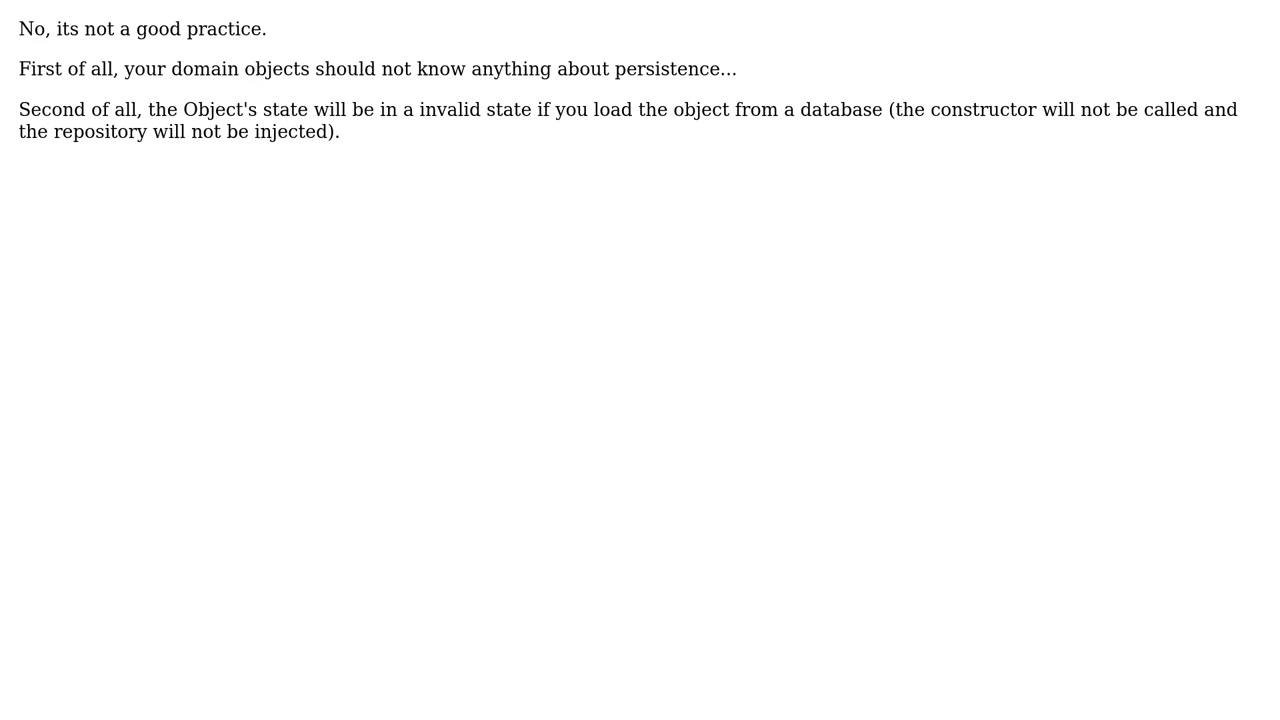 No, its not a good practice.
First of all, your domain objects should not know anything about persistence...
Second of all, the Object's state will be in a invalid state if you load the object from a database (the constructor will not be called and
the repository will not be injected).